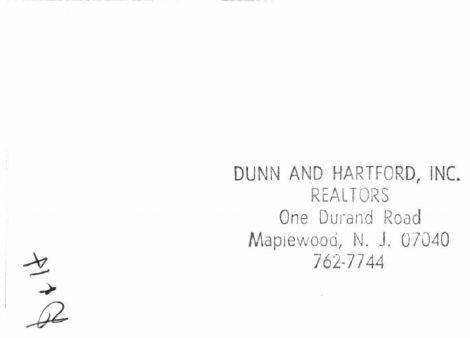 DUNN AND HARTFORD, INC.
REALTORS
One Durand Road
Maplewood, N. J. 07040
762-7744